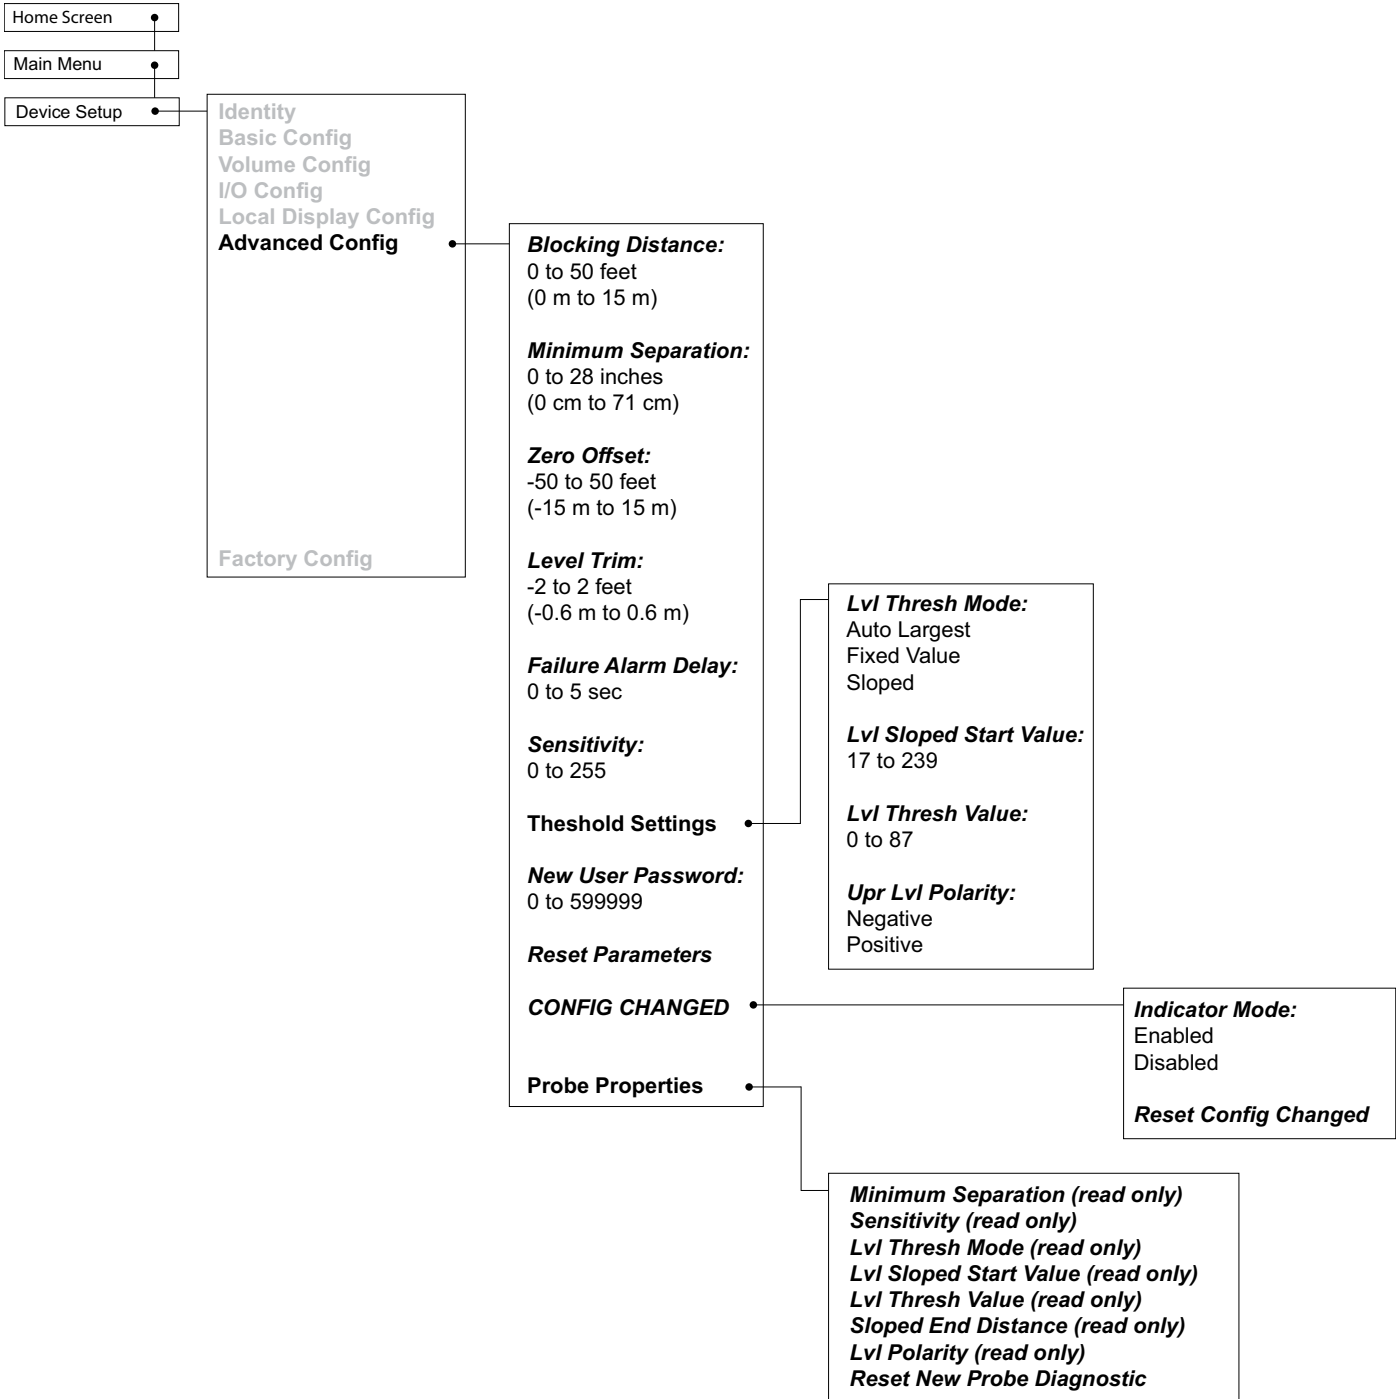 Home Screen
Main Menu
Device Setup
Identity
Basic Config
Volume Config
I/O Config
Local Display Config
Advanced Config
Factory Config
Blocking Distance:
0 to 50 feet
(0 m to 15 m)
Minimum Separation:
0 to 28 inches
(0 cm to 71 cm)
Zero Offset:
-50 to 50 feet
(-15 m to 15 m)
Level Trim:
-2 to 2 feet
(-0.6 m to 0.6 m)
Failure Alarm Delay:
0 to 5 sec
Sensitivity:
0 to 255
Theshold Settings
New User Password:
0 to 599999
Reset Parameters
CONFIG CHANGED
Probe Properties
Lvl Thresh Mode:
Auto Largest
Fixed Value
Sloped
Lvl Sloped Start Value:
17 to 239
Lvl Thresh Value:
0 to 87
Upr Lvl Polarity:
Negative
Positive
Indicator Mode:
Enabled
Disabled
Reset Config Changed
Minimum Separation (read only)
Sensitivity (read only)
Lvl Thresh Mode (read only)
Lvl Sloped Start Value (read only)
Lvl Thresh Value (read only)
Sloped End Distance (read only)
Lvl Polarity (read only)
Reset New Probe Diagnostic